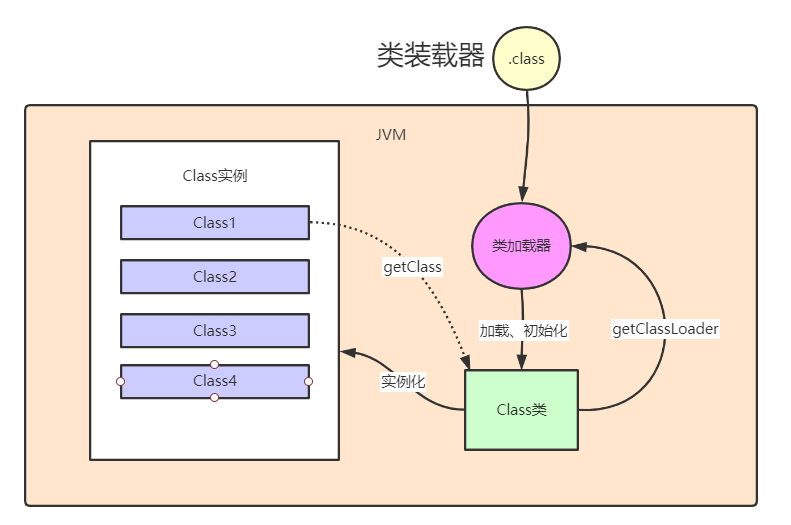 类装载器
.class
JVM
Class实例
Class1
Class2
Class3
Class4
getClass
类加载器
加载、初始化
getClassLoader
实例化
Class类